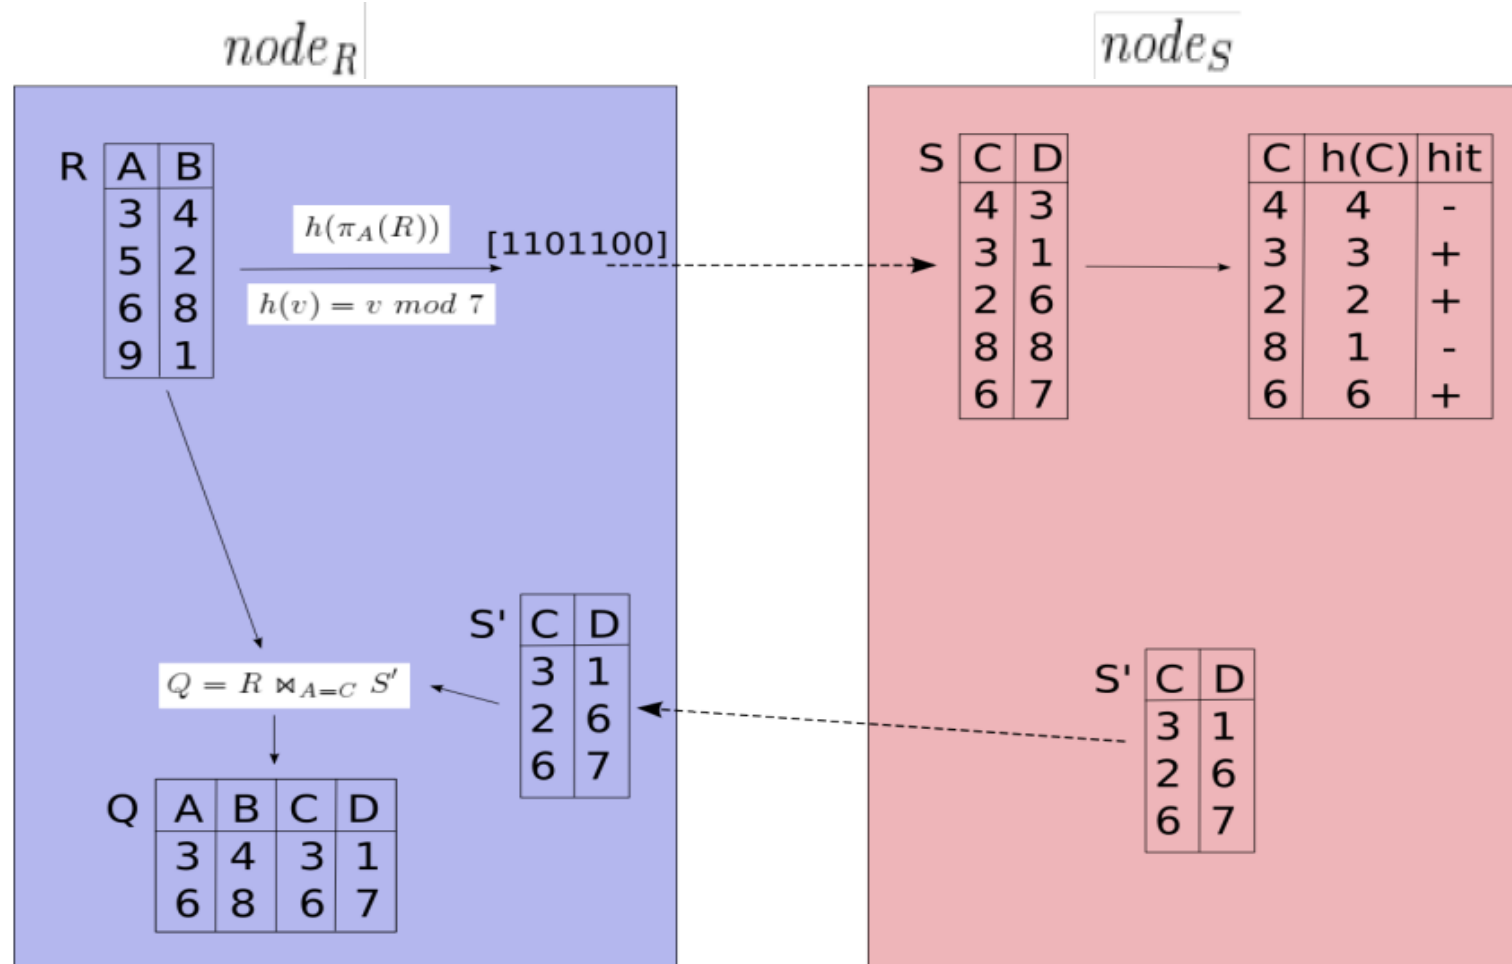 node_R
node_S
R
A B
3 4
5 2
6 8
9 1
h(π_A(R))
h(v) = v mod 7
[1101100]
S
C D
4 3
3 1
2 6
8 8
6 7
C h(C) hit
4 4 -
3 3 +
2 2 +
8 1 -
6 6 +
S'
C D
3 1
2 6
6 7
S'
C D
3 1
2 6
6 7
Q = R ⋈_{A=C} S'
Q
A B C D
3 4 3 1
6 8 6 7